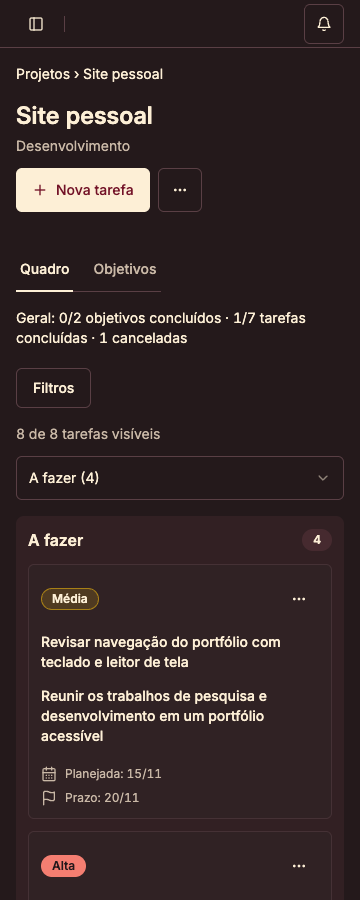 Projetos › Site pessoal
Site pessoal
Desenvolvimento
Nova tarefa
Quadro Objetivos
Geral: 0/2 objetivos concluídos · 1/7 tarefas
concluídas · 1 canceladas
Filtros
8 de 8 tarefas visíveis
A fazer (4)
A fazer 4
Média
Revisar navegação do portfólio com
teclado e leitor de tela
Reunir os trabalhos de pesquisa e
desenvolvimento em um portfólio
acessível
Planejada: 15/11
Prazo: 20/11
Alta